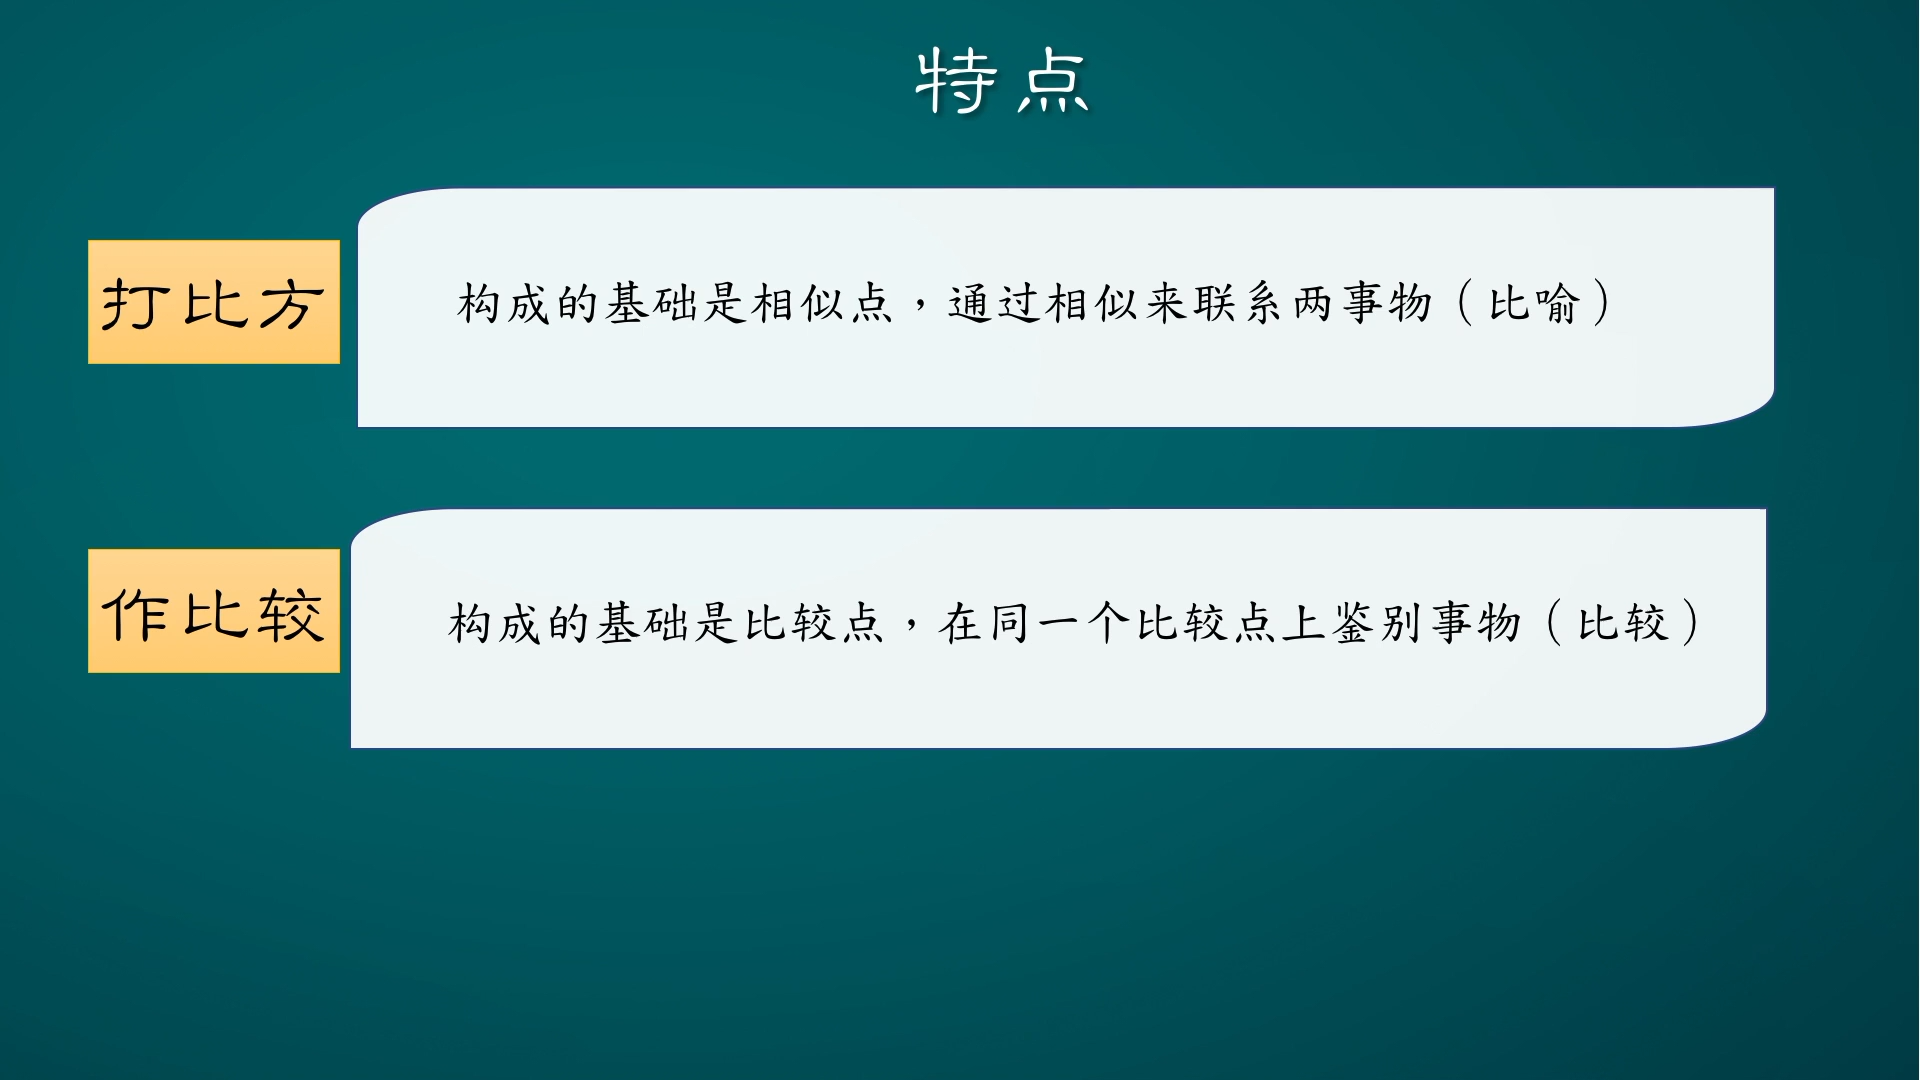 特点
打比方
构成的基础是相似点，通过相似来联系两事物（比喻）
作比较
构成的基础是比较点，在同一个比较点上鉴别事物（比较）